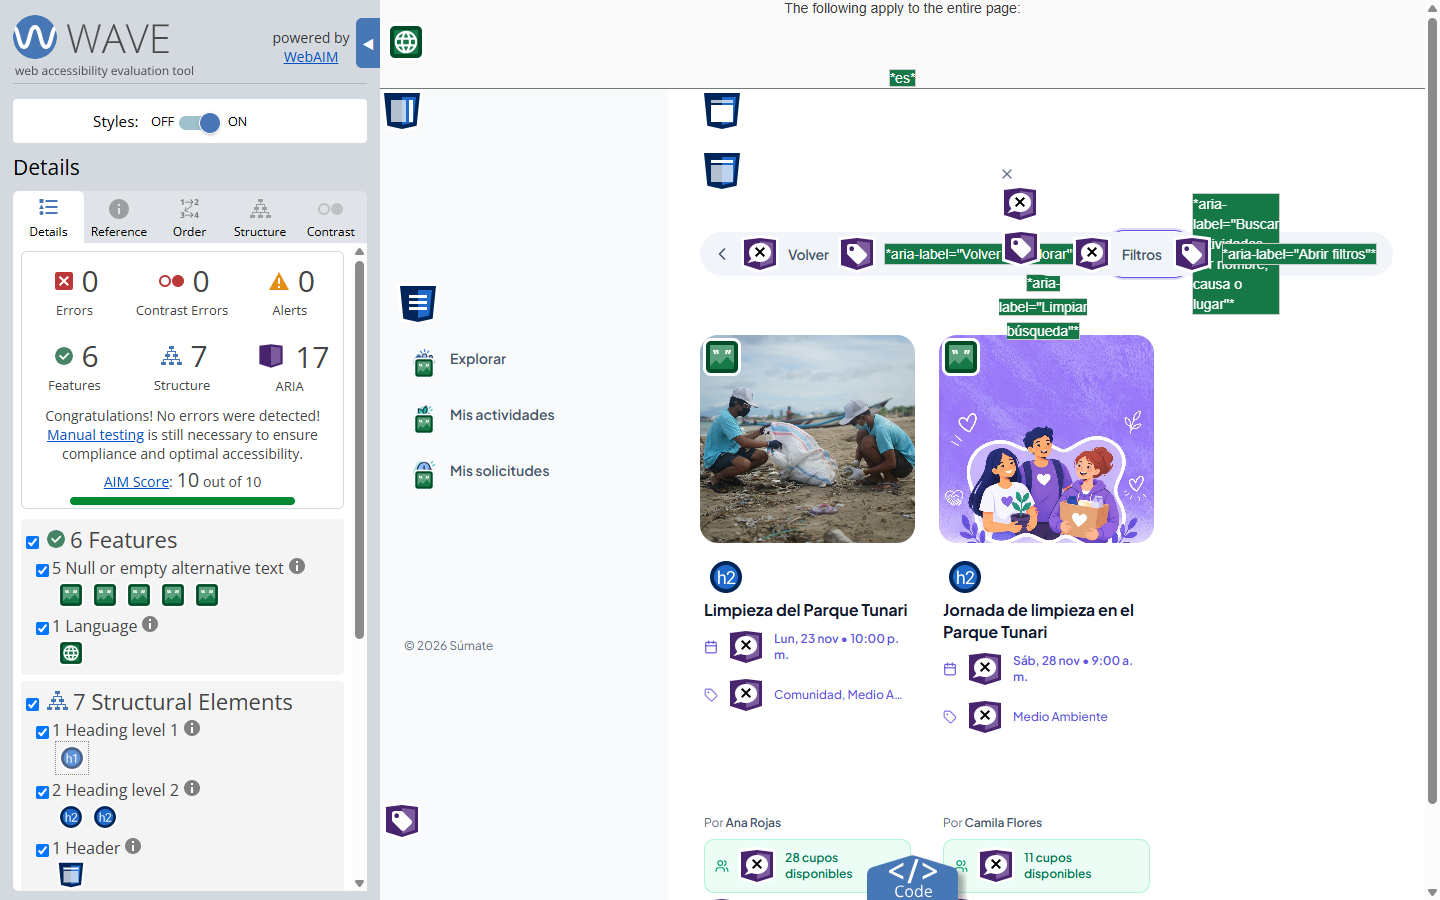 WAVE
web accessibility evaluation tool
powered by
WebAIM
Styles: OFF ON
Details
Details Reference Order Structure Contrast
0 0 0
Errors Contrast Errors Alerts
6 7 17
Features Structure ARIA
Congratulations! No errors were detected!
Manual testing is still necessary to ensure
compliance and optimal accessibility.
AIM Score: 10 out of 10
6 Features
5 Null or empty alternative text
1 Language
7 Structural Elements
1 Heading level 1
h1
2 Heading level 2
h2 h2
1 Header
The following apply to the entire page:
*es*
Explorar
Mis actividades
Mis solicitudes
© 2026 Súmate
Volver
*aria-label="Volver
orar"*
*aria-
label="Limpiar
búsqueda"*
Filtros
*aria-
label="Buscar
*aria-label="Abrir filtros"*
nombre,
causa o
lugar"*
h2
Limpieza del Parque Tunari
Lun, 23 nov • 10:00 p.
m.
Comunidad, Medio A...
Por Ana Rojas
28 cupos
disponibles
h2
Jornada de limpieza en el
Parque Tunari
Sáb, 28 nov • 9:00 a.
m.
Medio Ambiente
Por Camila Flores
11 cupos
disponibles
</> Code